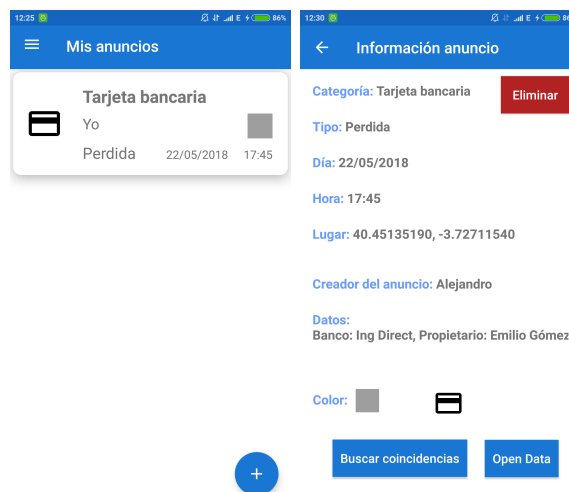 12:25 E 86%
Mis anuncios
Tarjeta bancaria
Yo
Perdida 22/05/2018 17:45
+
12:30 E 86
Información anuncio
Categoría: Tarjeta bancaria
Eliminar
Tipo: Perdida
Día: 22/05/2018
Hora: 17:45
Lugar: 40.45135190, -3.72711540
Creador del anuncio: Alejandro
Datos:
Banco: Ing Direct, Propietario: Emilio Gómez
Color:
Buscar coincidencias Open Data